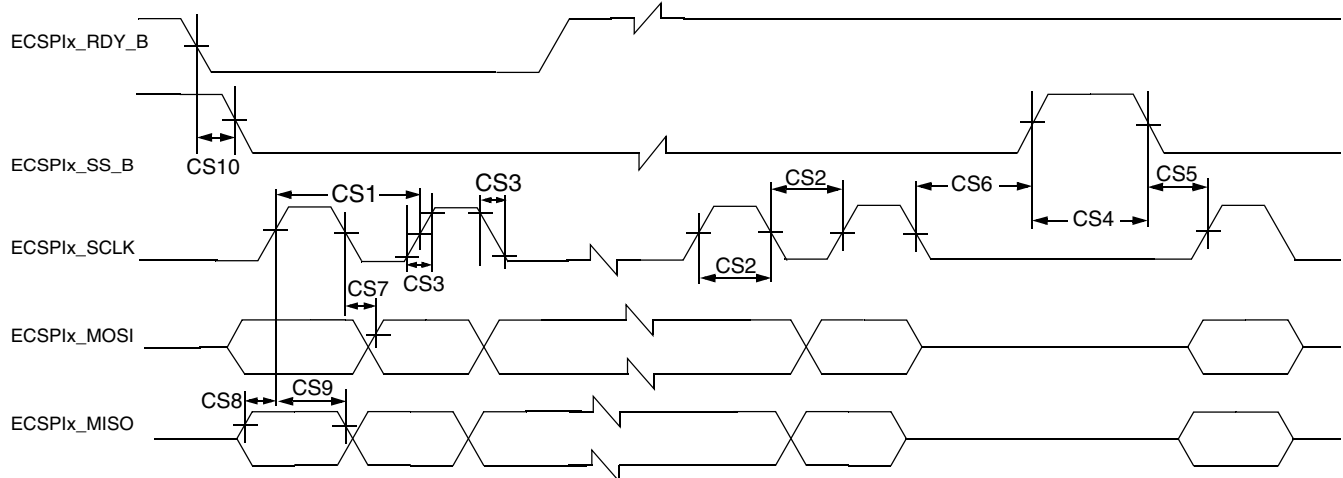 ECSPIx_RDY_B
CS10
ECSPIx_SS_B
CS1
CS3
CS2
CS6
CS5
CS4
ECSPIx_SCLK
CS3
CS2
CS7
ECSPIx_MOSI
CS8
CS9
ECSPIx_MISO